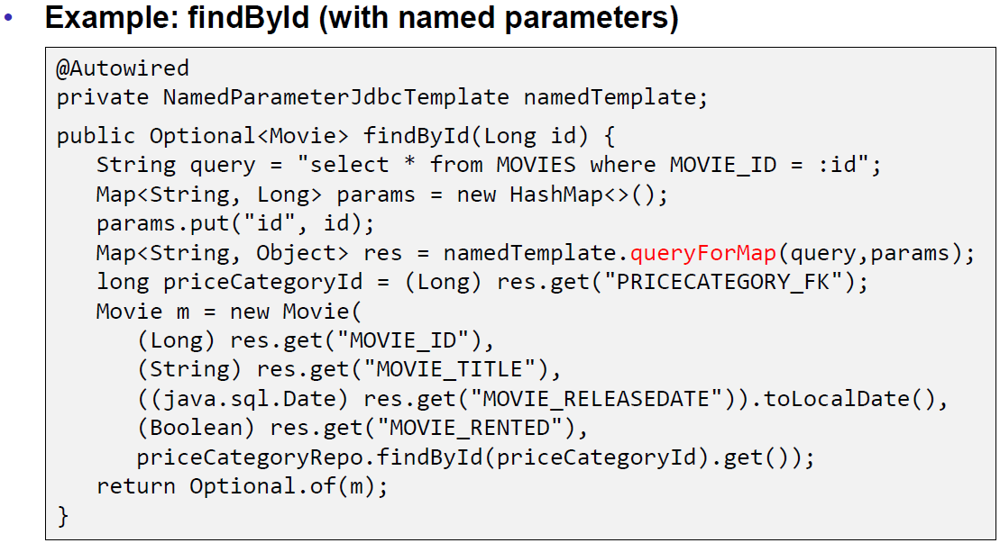 • Example: findById (with named parameters)
@Autowired
private NamedParameterJdbcTemplate namedTemplate;
public Optional<Movie> findById(Long id) {
   String query = "select * from MOVIES where MOVIE_ID = :id";
   Map<String, Long> params = new HashMap<>();
   params.put("id", id);
   Map<String, Object> res = namedTemplate.queryForMap(query,params);
   long priceCategoryId = (Long) res.get("PRICECATEGORY_FK");
   Movie m = new Movie(
      (Long) res.get("MOVIE_ID"),
      (String) res.get("MOVIE_TITLE"),
      ((java.sql.Date) res.get("MOVIE_RELEASEDATE")).toLocalDate(),
      (Boolean) res.get("MOVIE_RENTED"),
      priceCategoryRepo.findById(priceCategoryId).get());
   return Optional.of(m);
}